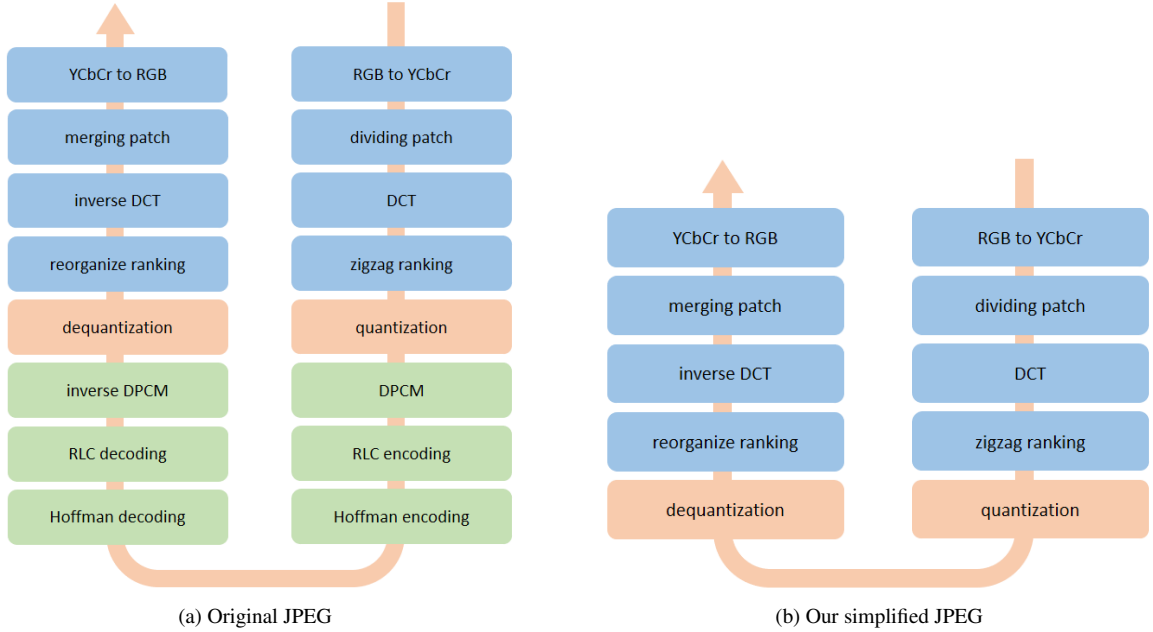 YCbCr to RGB
merging patch
inverse DCT
reorganize ranking
dequantization
inverse DPCM
RLC decoding
Hoffman decoding
RGB to YCbCr
dividing patch
DCT
zigzag ranking
quantization
DPCM
RLC encoding
Hoffman encoding
(a) Original JPEG
YCbCr to RGB
merging patch
inverse DCT
reorganize ranking
dequantization
RGB to YCbCr
dividing patch
DCT
zigzag ranking
quantization
(b) Our simplified JPEG